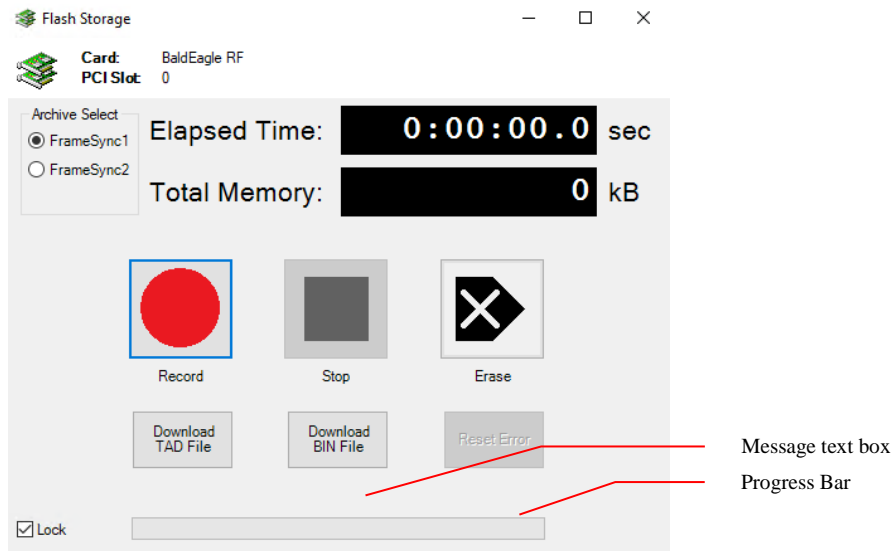 Flash Storage
Card: BaldEagle RF
PCI Slot: 0
Archive Select
FrameSync1
FrameSync2
Elapsed Time: 0:00:00.0 sec
Total Memory: 0 kB
Record Stop Erase
Download
TAD File
Download
BIN File
Reset Error
Message text box
Progress Bar
Lock